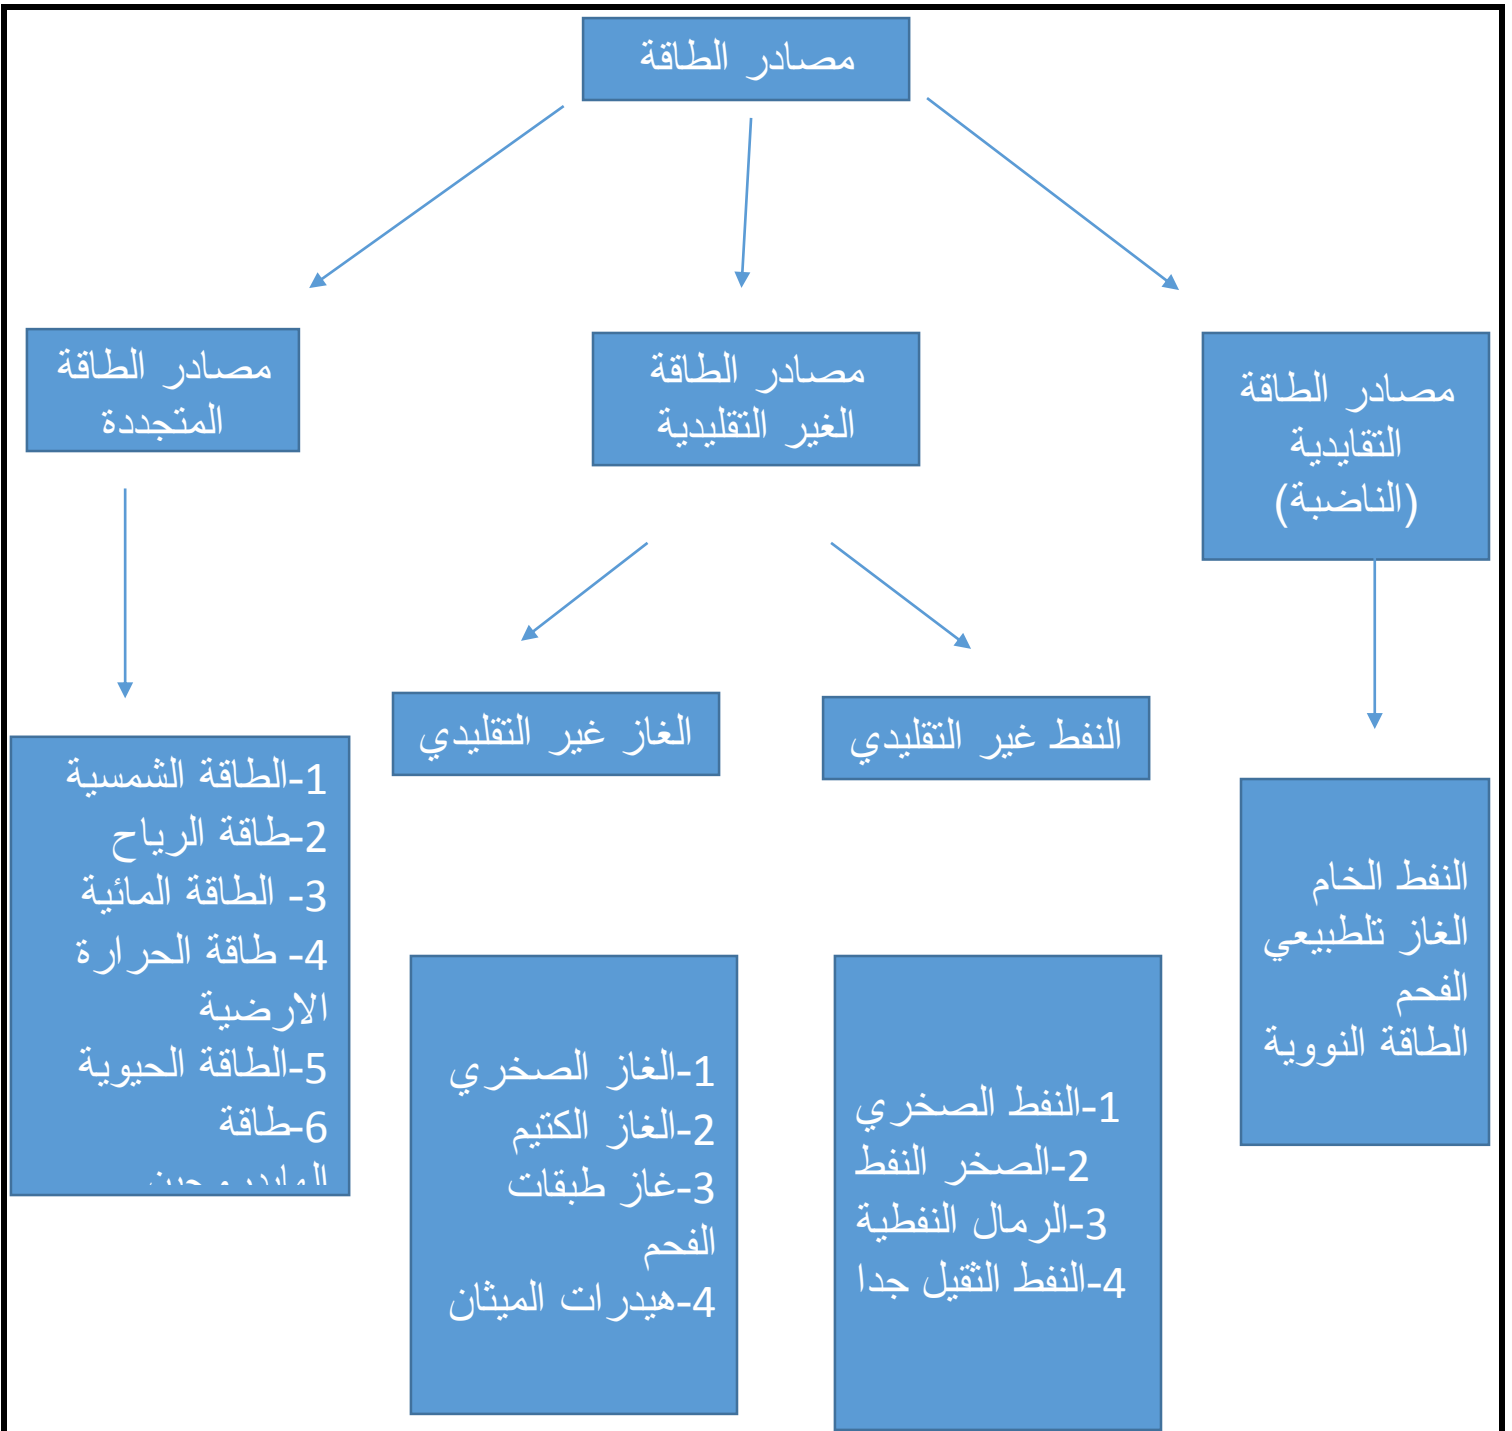 مصادر الطاقة
مصادر الطاقة
التقايدية
(الناضبة)
مصادر الطاقة
الغير التقليدية
مصادر الطاقة
المتجددة
النفط غير التقليدي
الغاز غير التقليدي
النفط الخام
الغاز تلطبيعي
الفحم
الطاقة النووية
1-النفط الصخري
2-الصخر النفط
3-الرمال النفطية
4-النفط الثقيل جدا
1-الغاز الصخري
2-الغاز الكتيم
3-غاز طبقات
الفحم
4-هيدرات الميثان
1-الطاقة الشمسية
2-طاقة الرياح
3- الطاقة المائية
4- طاقة الحرارة
الارضية
5-الطاقة الحيوية
6-طاقة